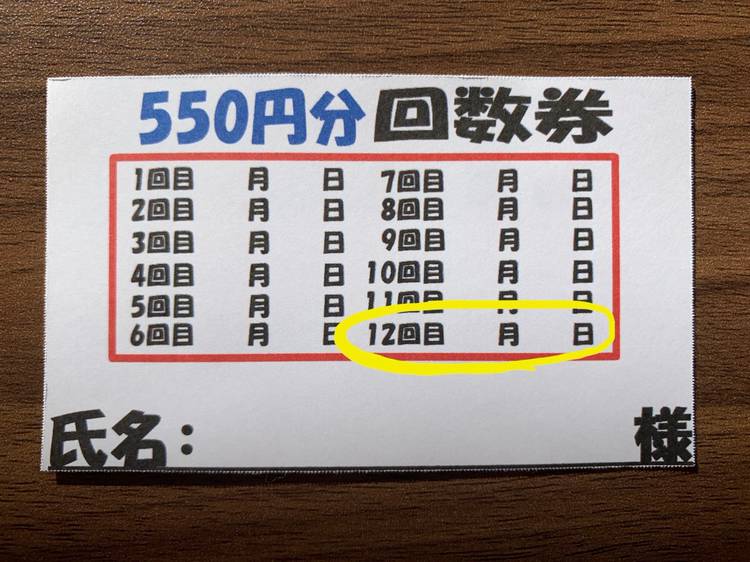 550円分回数券
1回目 月 日 7回目 月 日
2回目 月 日 8回目 月 日
3回目 月 日 9回目 月 日
4回目 月 日 10回目 月 日
5回目 月 日 11回目 月 日
6回目 月 日 12回目 月 日
氏名: 様